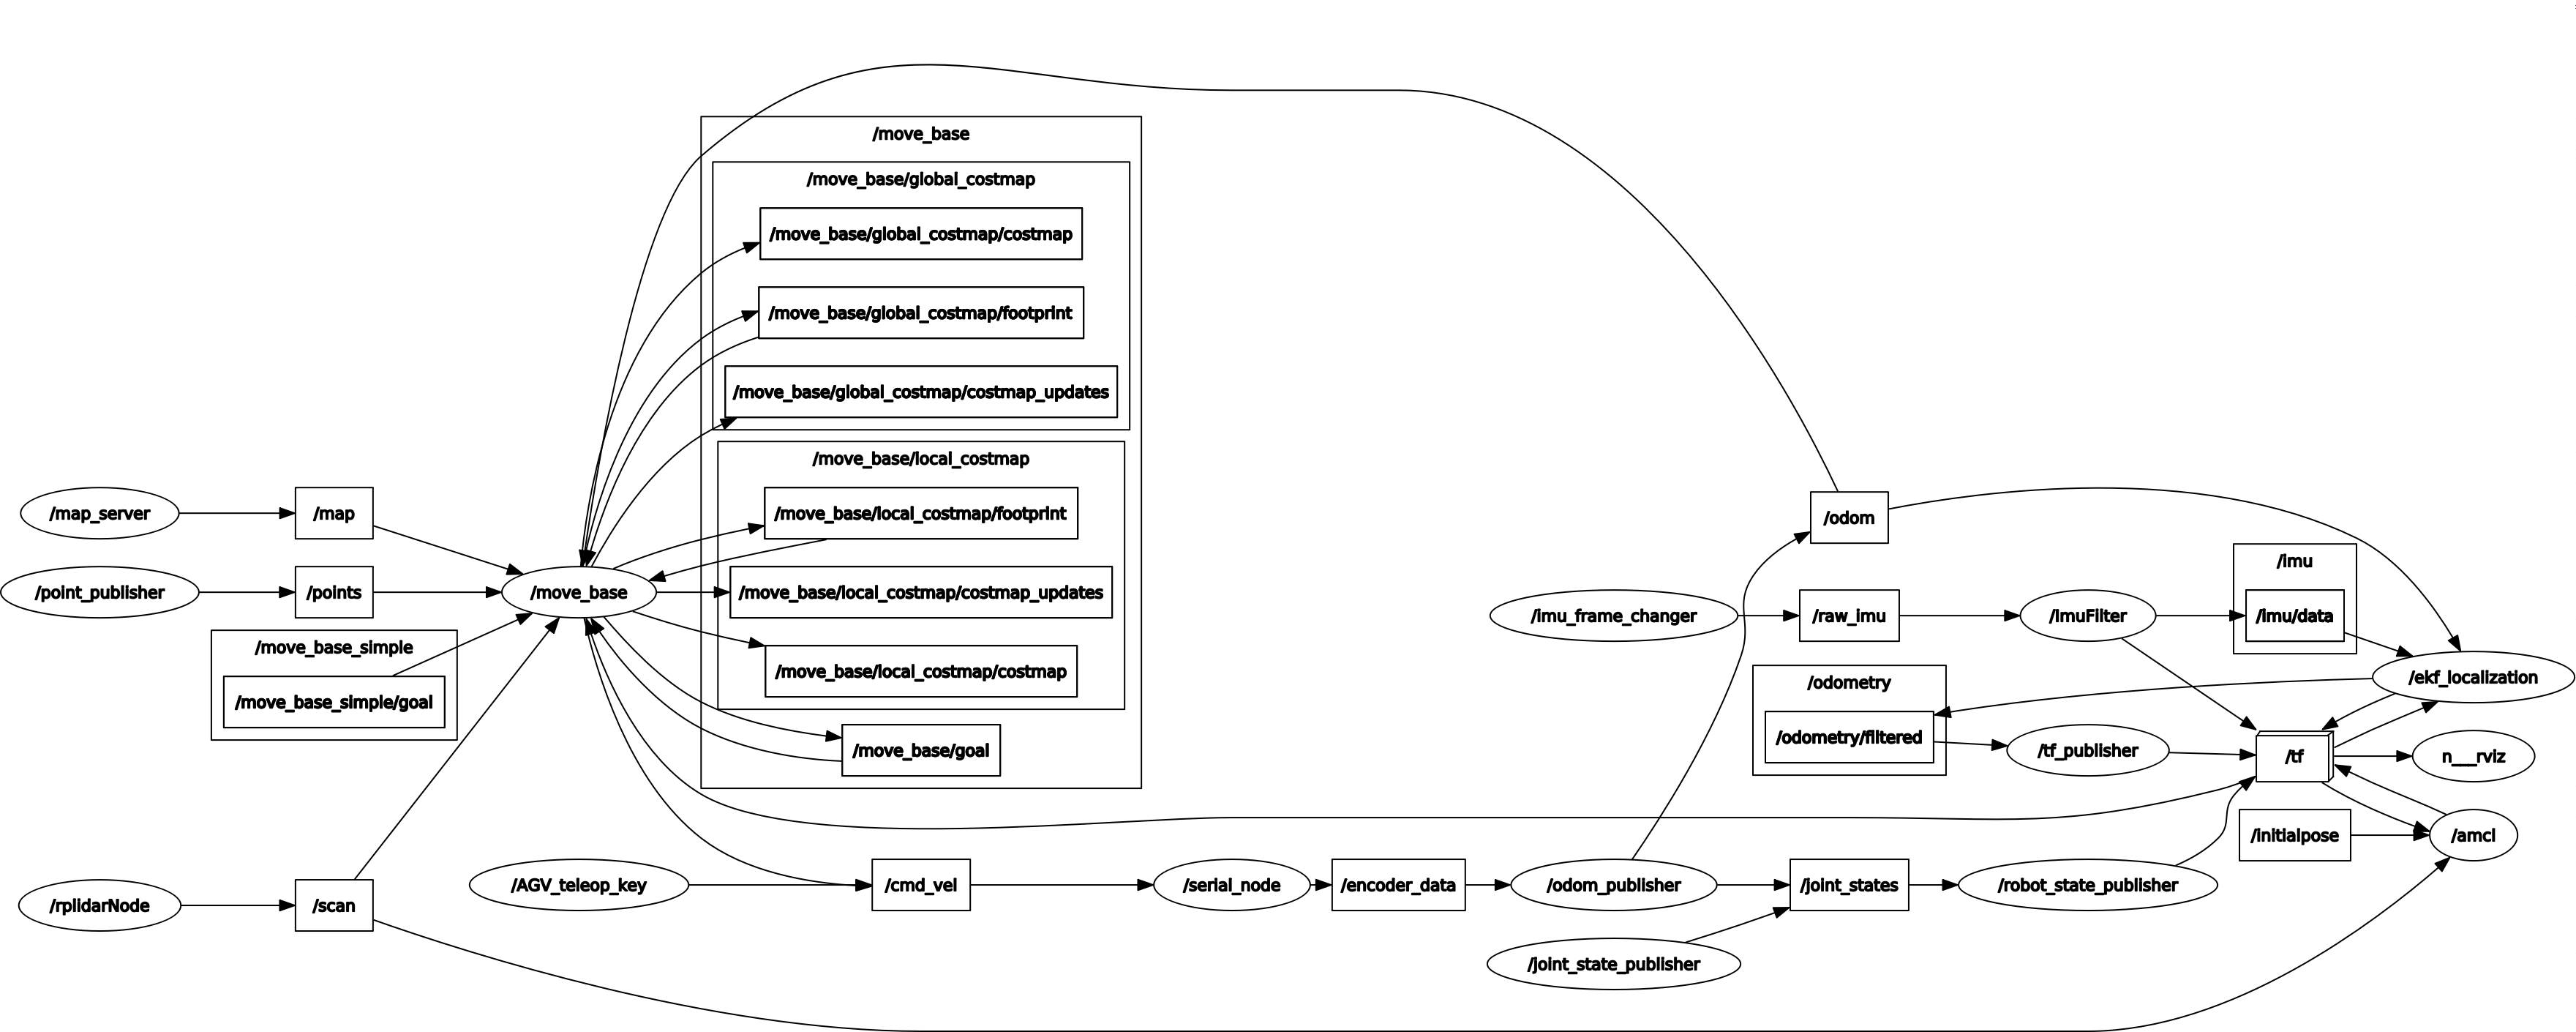 /move_base
/move_base/global_costmap
/move_base/global_costmap/costmap
/move_base/global_costmap/footprint
/move_base/global_costmap/costmap_updates
/move_base/local_costmap
/move_base/local_costmap/footprint
/move_base/local_costmap/costmap_updates
/move_base/local_costmap/costmap
/move_base/goal
/map_server
/map
/point_publisher
/points
/move_base
/move_base_simple
/move_base_simple/goal
/rplidarNode
/scan
/AGV_teleop_key
/cmd_vel
/serial_node
/encoder_data
/odom_publisher
/joint_states
/robot_state_publisher
/joint_state_publisher
/odom
/imu_frame_changer
/raw_imu
/ImuFilter
/imu
/imu/data
/ekf_localization
/odometry
/odometry/filtered
/tf_publisher
/tf
n___rviz
/initialpose
/amcl